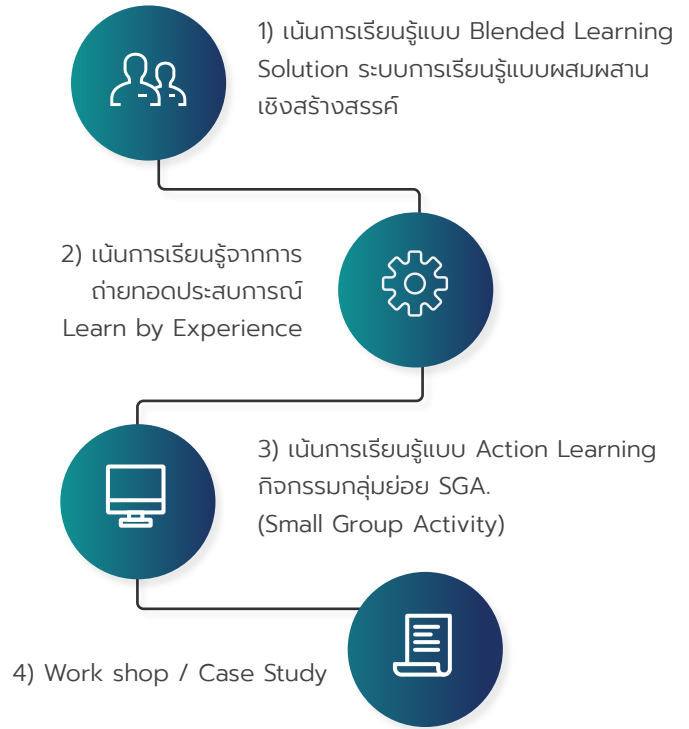 1) เน้นการเรียนรู้แบบ Blended Learning
Solution ระบบการเรียนรู้แบบผสมผสาน
เชิงสร้างสรรค์
2) เน้นการเรียนรู้จากการ
ถ่ายทอดประสบการณ์
Learn by Experience
3) เน้นการเรียนรู้แบบ Action Learning
กิจกรรมกลุ่มย่อย SGA.
(Small Group Activity)
4) Work shop / Case Study